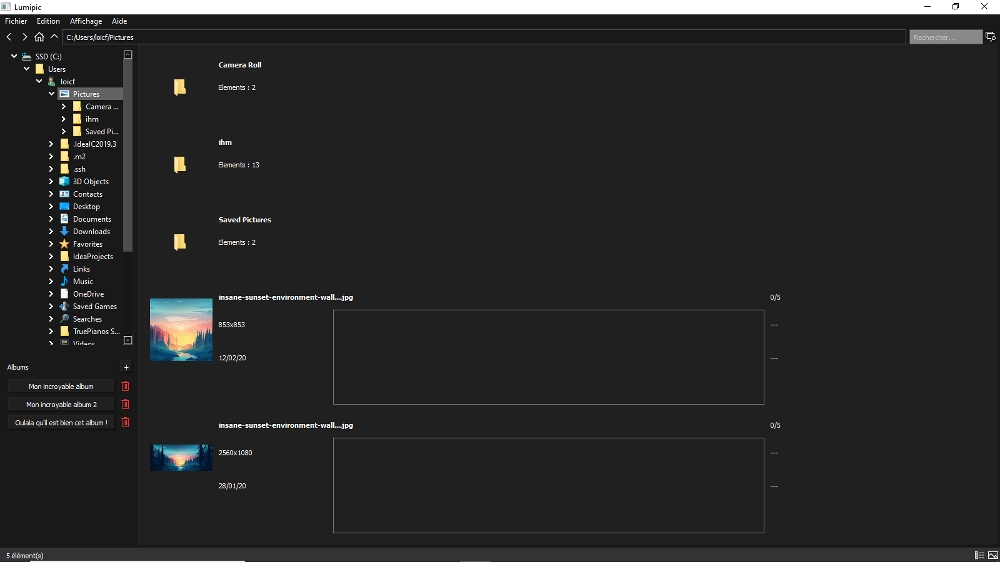 Lumipic
Fichier Edition Affichage Aide
C:/Users/loicf/Pictures
Rechercher...
SSD (C:)
Users
loicf
Pictures
Camera ...
ihm
Saved Pi...
.IdeaIC2019.3
.m2
.ssh
3D Objects
Contacts
Desktop
Documents
Downloads
Favorites
IdeaProjects
Links
Music
OneDrive
Saved Games
Searches
TruePianos S...
Videos
Albums +
Mon incroyable album
Mon incroyable album 2
Oulala qu'il est bien cet album !
Camera Roll
Elements : 2
ihm
Elements : 13
Saved Pictures
Elements : 2
insane-sunset-environment-wall...jpg 0/5
853x853 ---
12/02/20 ---
insane-sunset-environment-wall...jpg 0/5
2560x1080 ---
28/01/20 ---
5 élément(s)